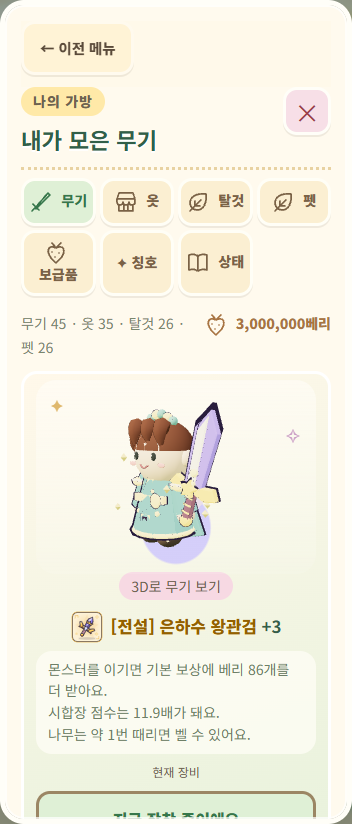 ← 이전 메뉴
나의 가방
내가 모은 무기
무기
옷
탈것
펫
보급품
칭호
상태
무기 45 · 옷 35 · 탈것 26 ·
펫 26
3,000,000베리
3D로 무기 보기
[전설] 은하수 왕관검 +3
몬스터를 이기면 기본 보상에 베리 86개를
더 받아요.
시합장 점수는 11.9배가 돼요.
나무는 약 1번 때리면 벨 수 있어요.
현재 장비